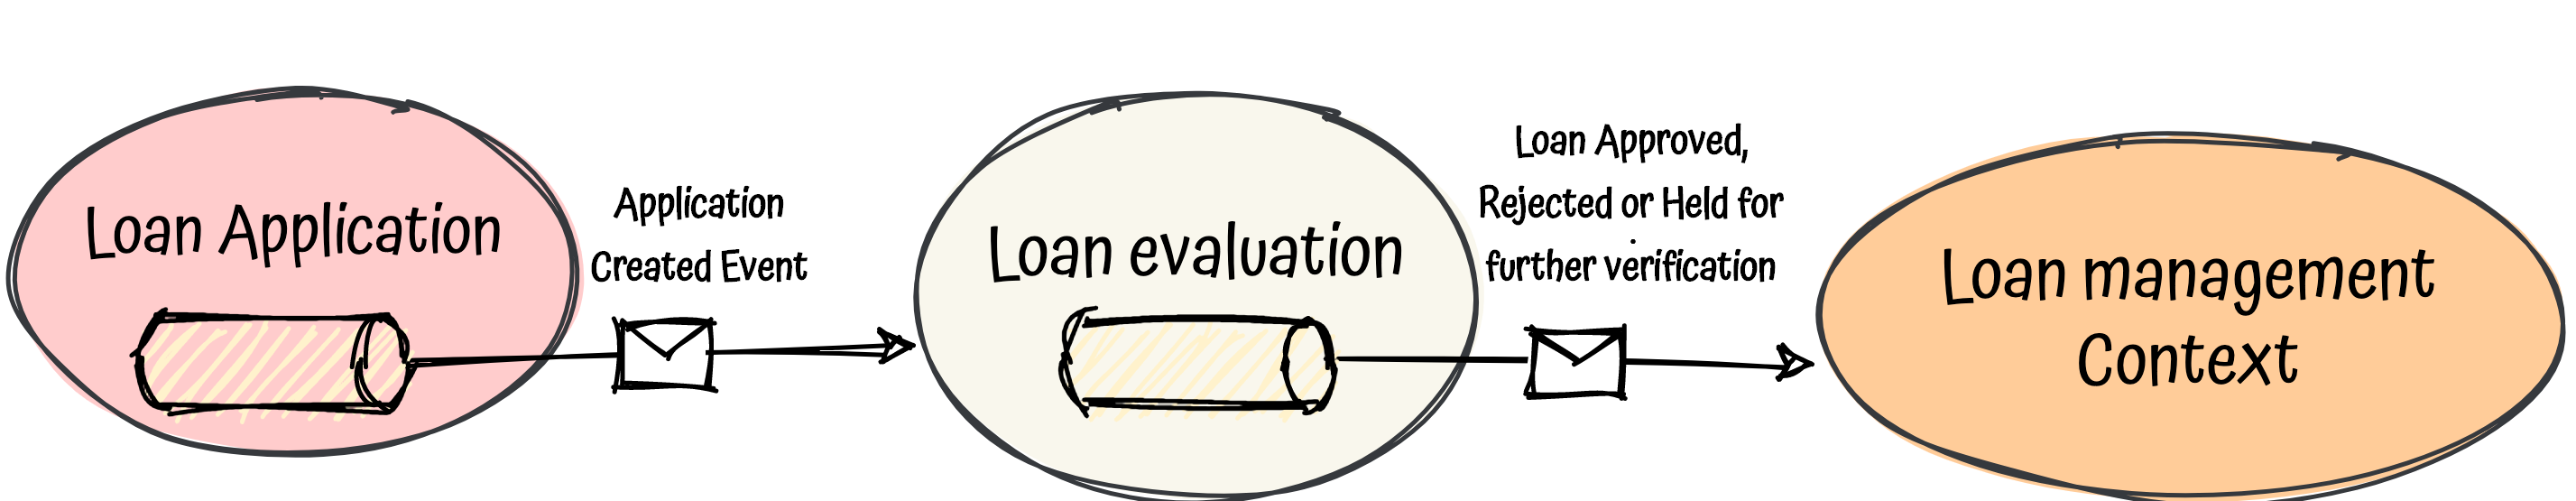 Loan Application
Application
Created Event
Loan evaluation
Loan Approved,
Rejected or Held for
further verification
Loan management
Context